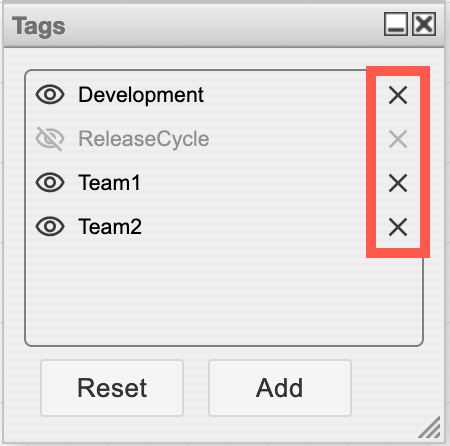 Tags
Development
ReleaseCycle
Team1
Team2
Reset Add